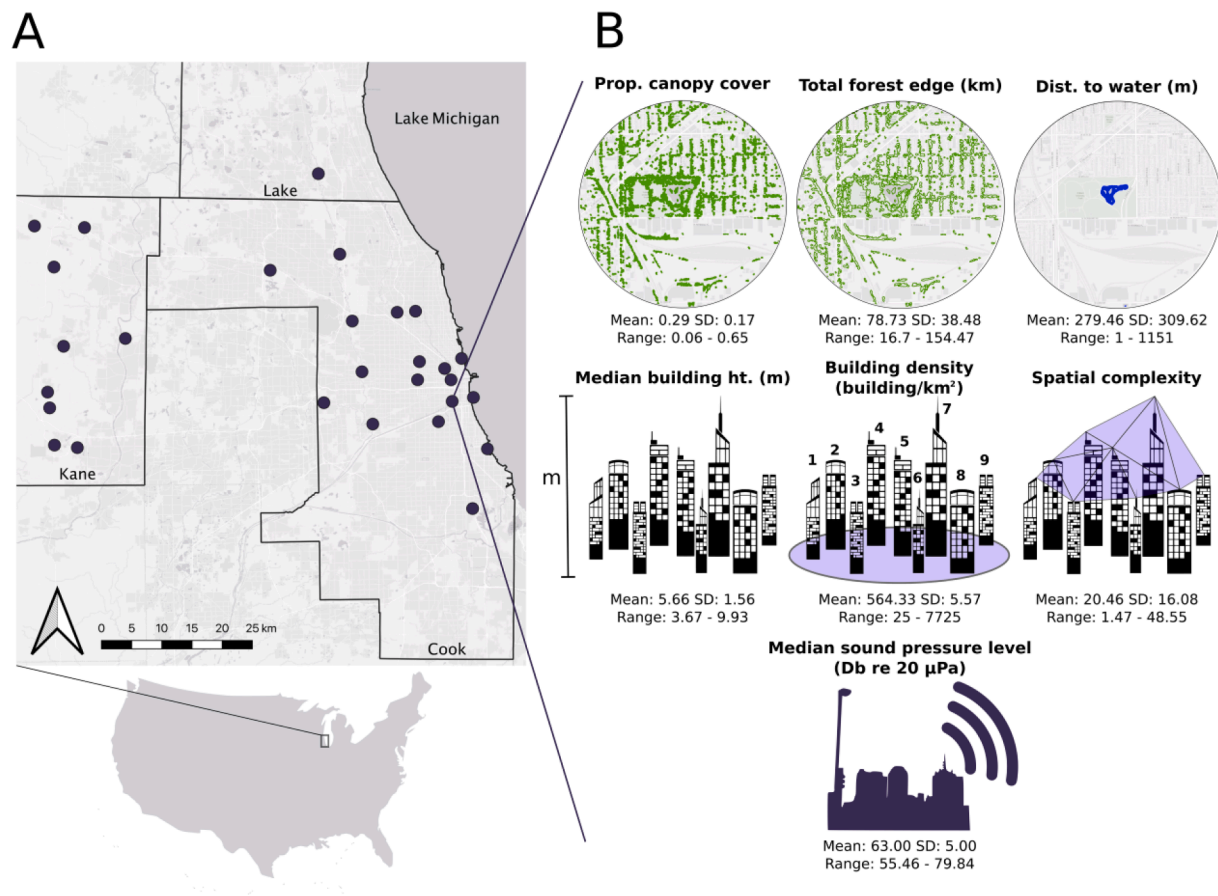 A
Lake Michigan
Lake
Kane
Cook
0 5 10 15 20 25 km
B
Prop. canopy cover
Mean: 0.29 SD: 0.17
Range: 0.06 - 0.65
Total forest edge (km)
Mean: 78.73 SD: 38.48
Range: 16.7 - 154.47
Dist. to water (m)
Mean: 279.46 SD: 309.62
Range: 1 - 1151
Median building ht. (m)
m
Mean: 5.66 SD: 1.56
Range: 3.67 - 9.93
Building density
(building/km²)
1 2 3 4 5 6 7 8 9
Mean: 564.33 SD: 5.57
Range: 25 - 7725
Spatial complexity
Mean: 20.46 SD: 16.08
Range: 1.47 - 48.55
Median sound pressure level
(Db re 20 μPa)
Mean: 63.00 SD: 5.00
Range: 55.46 - 79.84